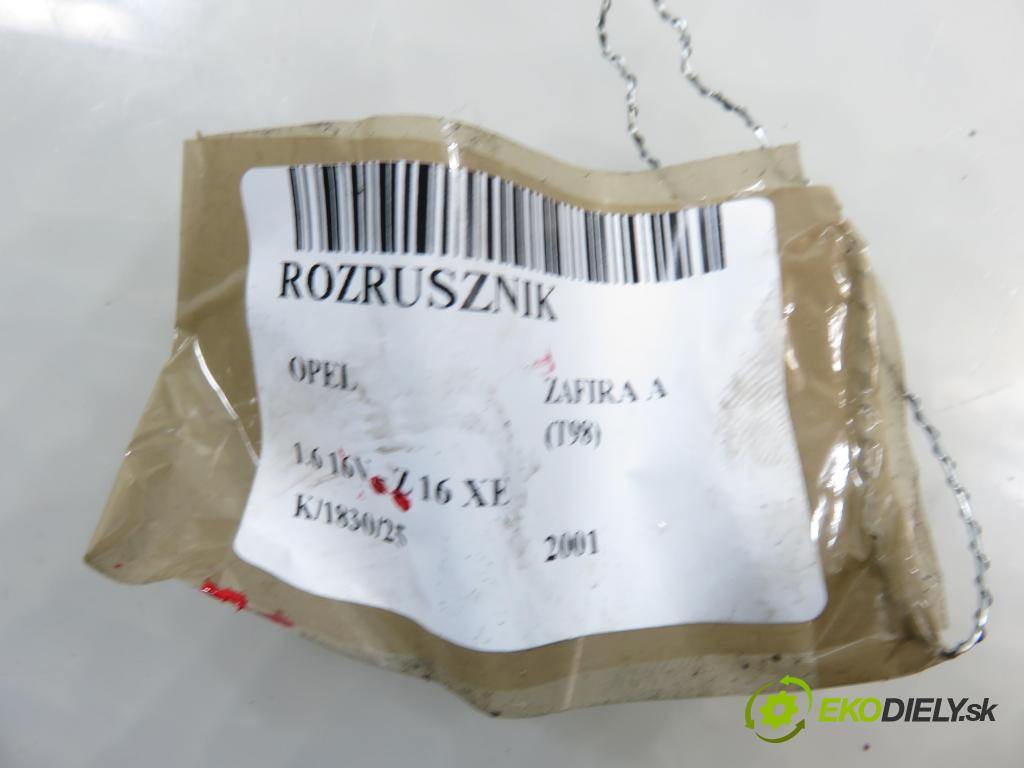 ROZRUSZNIK
OPEL ZAFIRA A
(T98)
1.6 16V Z 16 XE
K/1830/25 2001
EKODIELY.sk